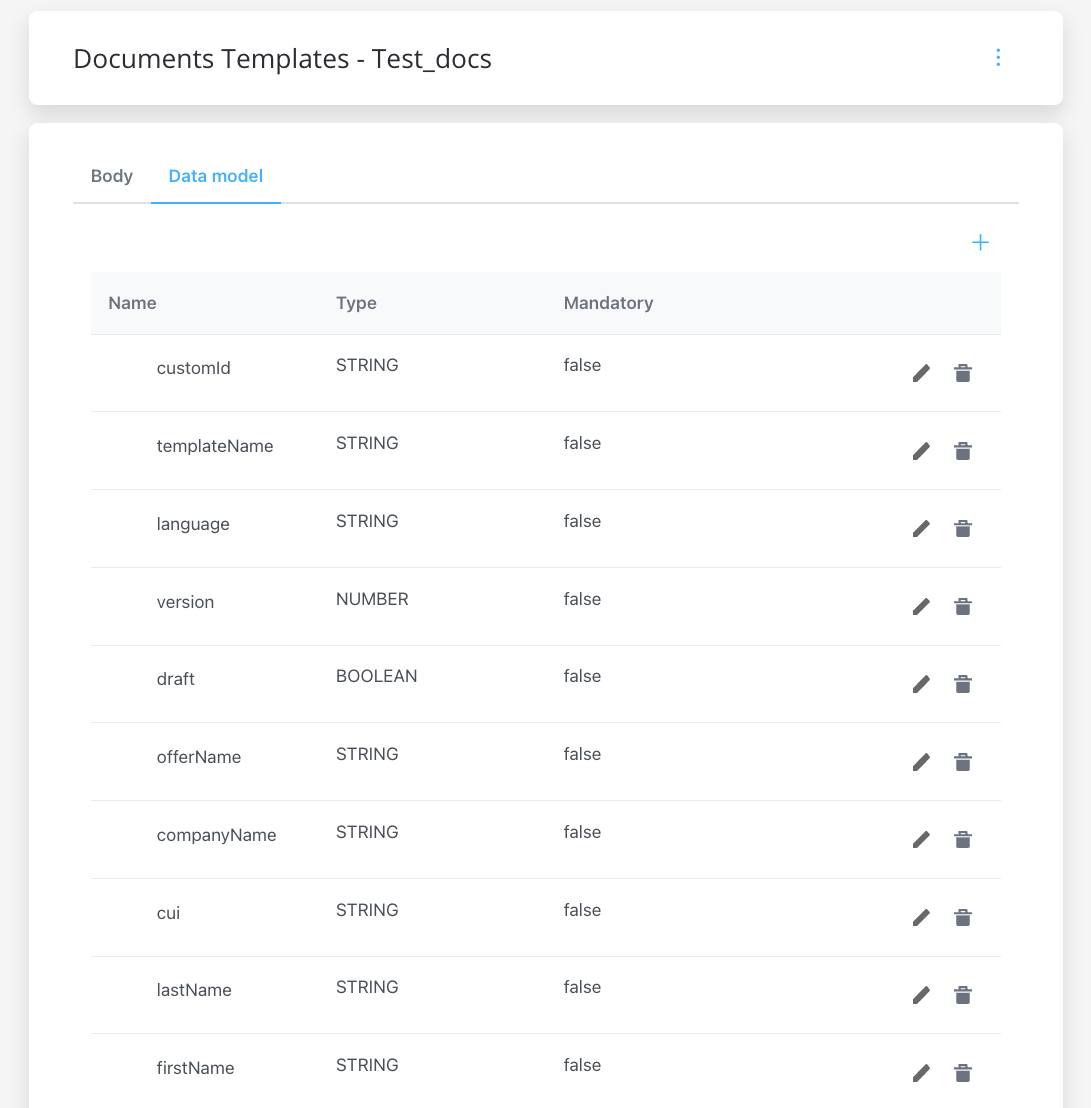 Documents Templates - Test_docs
Body Data model
Name Type Mandatory
customId STRING false
templateName STRING false
language STRING false
version NUMBER false
draft BOOLEAN false
offerName STRING false
companyName STRING false
cui STRING false
lastName STRING false
firstName STRING false